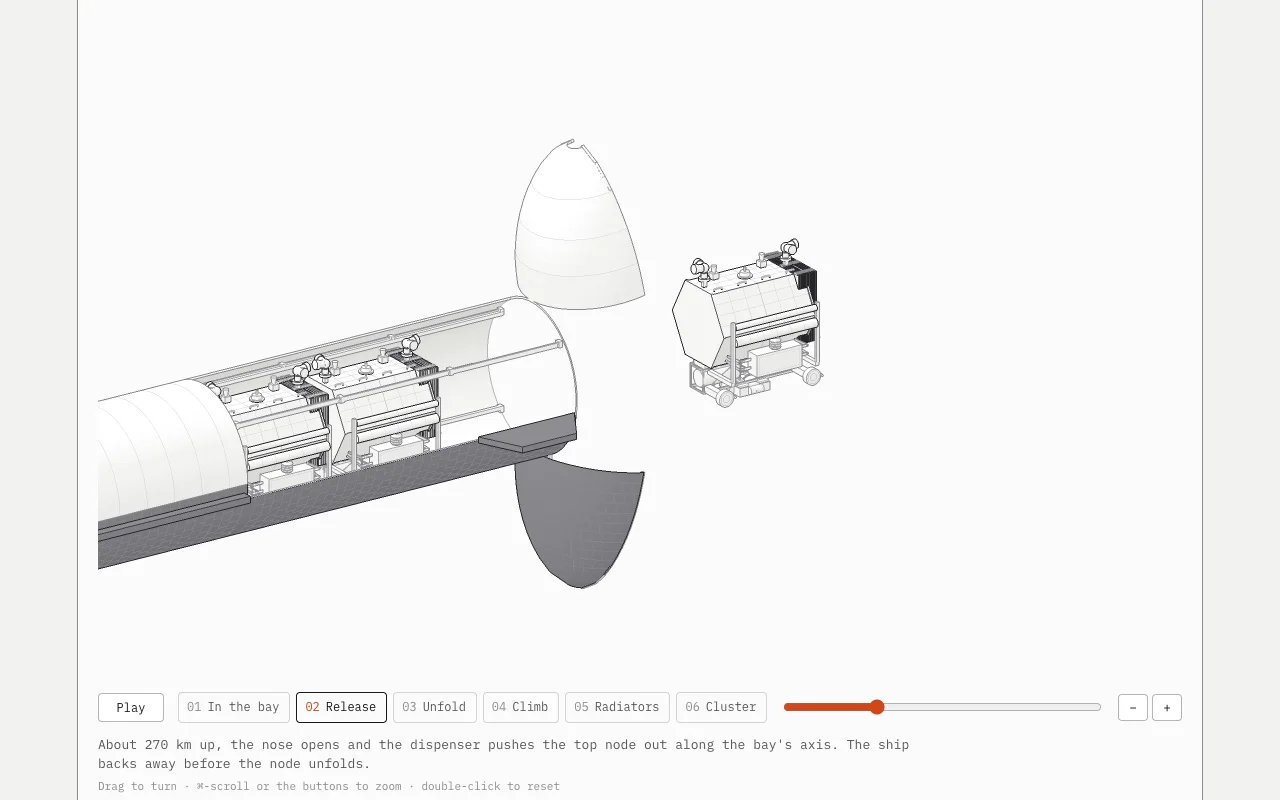 Play 01 In the bay 02 Release 03 Unfold 04 Climb 05 Radiators 06 Cluster − +
About 270 km up, the nose opens and the dispenser pushes the top node out along the bay's axis. The ship
backs away before the node unfolds.
Drag to turn · ⌘-scroll or the buttons to zoom · double-click to reset